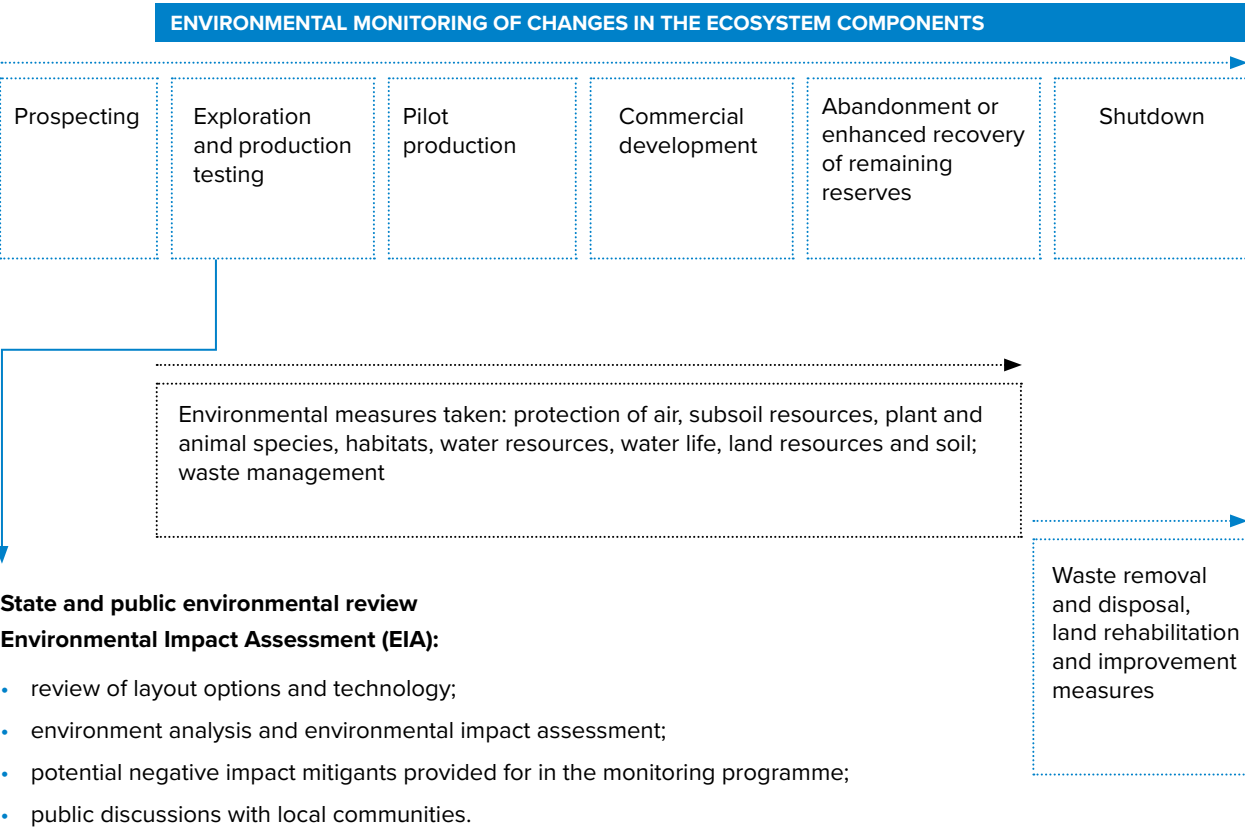 ENVIRONMENTAL MONITORING OF CHANGES IN THE ECOSYSTEM COMPONENTS
Prospecting
Exploration
and production
testing
Pilot
production
Commercial
development
Abandonment or
enhanced recovery
of remaining
reserves
Shutdown
Environmental measures taken: protection of air, subsoil resources, plant and
animal species, habitats, water resources, water life, land resources and soil;
waste management
Waste removal
and disposal,
land rehabilitation
and improvement
measures
State and public environmental review
Environmental Impact Assessment (EIA):
• review of layout options and technology;
• environment analysis and environmental impact assessment;
• potential negative impact mitigants provided for in the monitoring programme;
• public discussions with local communities.